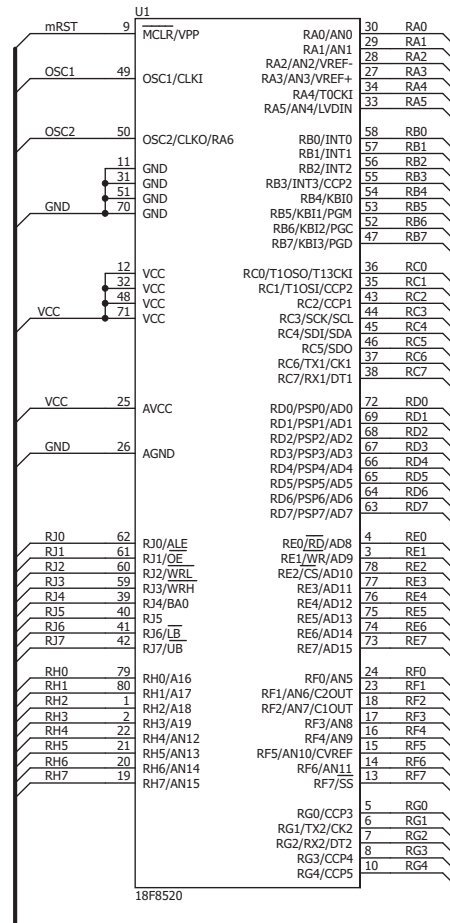 U1
mRST 9 MCLR/VPP RA0/AN0 30 RA0
RA1/AN1 29 RA1
RA2/AN2/VREF- 28 RA2
OSC1 49 OSC1/CLKI RA3/AN3/VREF+ 27 RA3
RA4/T0CKI 34 RA4
RA5/AN4/LVDIN 33 RA5
OSC2 50 OSC2/CLKO/RA6 RB0/INT0 58 RB0
RB1/INT1 57 RB1
11 GND RB2/INT2 56 RB2
31 GND RB3/INT3/CCP2 55 RB3
51 GND RB4/KBI0 54 RB4
GND 70 GND RB5/KBI1/PGM 53 RB5
RB6/KBI2/PGC 52 RB6
RB7/KBI3/PGD 47 RB7
12 VCC RC0/T1OSO/T13CKI 36 RC0
32 VCC RC1/T1OSI/CCP2 35 RC1
48 VCC RC2/CCP1 43 RC2
VCC 71 VCC RC3/SCK/SCL 44 RC3
RC4/SDI/SDA 45 RC4
RC5/SDO 46 RC5
RC6/TX1/CK1 37 RC6
RC7/RX1/DT1 38 RC7
VCC 25 AVCC RD0/PSP0/AD0 72 RD0
RD1/PSP1/AD1 69 RD1
RD2/PSP2/AD2 68 RD2
GND 26 AGND RD3/PSP3/AD3 67 RD3
RD4/PSP4/AD4 66 RD4
RD5/PSP5/AD5 65 RD5
RD6/PSP6/AD6 64 RD6
RD7/PSP7/AD7 63 RD7
RJ0 62 RJ0/ALE RE0/RD/AD8 4 RE0
RJ1 61 RJ1/OE RE1/WR/AD9 3 RE1
RJ2 60 RJ2/WRL RE2/CS/AD10 78 RE2
RJ3 59 RJ3/WRH RE3/AD11 77 RE3
RJ4 39 RJ4/BA0 RE4/AD12 76 RE4
RJ5 40 RJ5 RE5/AD13 75 RE5
RJ6 41 RJ6/LB RE6/AD14 74 RE6
RJ7 42 RJ7/UB RE7/AD15 73 RE7
RH0 79 RH0/A16 RF0/AN5 24 RF0
RH1 80 RH1/A17 RF1/AN6/C2OUT 23 RF1
RH2 1 RH2/A18 RF2/AN7/C1OUT 18 RF2
RH3 2 RH3/A19 RF3/AN8 17 RF3
RH4 22 RH4/AN12 RF4/AN9 16 RF4
RH5 21 RH5/AN13 RF5/AN10/CVREF 15 RF5
RH6 20 RH6/AN14 RF6/AN11 14 RF6
RH7 19 RH7/AN15 RF7/SS 13 RF7
RG0/CCP3 5 RG0
RG1/TX2/CK2 6 RG1
RG2/RX2/DT2 7 RG2
RG3/CCP4 8 RG3
RG4/CCP5 10 RG4
18F8520